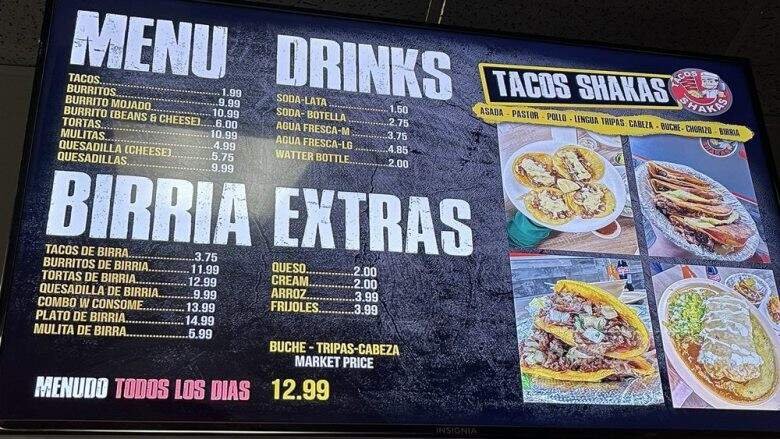 MENU
TACOS.....1.99
BURRITOS.....9.99
BURRITO MOJADO.....10.99
BURRITO (BEANS & CHEESE).....6.00
TORTAS.....10.99
MULITAS.....4.99
QUESADILLA (CHEESE).....5.75
QUESADILLAS.....9.99
BIRRIA
TACOS DE BIRRA.....3.75
BURRITOS DE BIRRIA.....11.99
TORTAS DE BIRRIA.....12.99
QUESADILLA DE BIRRIA.....9.99
COMBO W CONSOME.....13.99
PLATO DE BIRRIA.....14.99
MULITA DE BIRRA.....5.99
MENUDO TODOS LOS DIAS 12.99
DRINKS
SODA-LATA.....1.50
SODA- BOTELLA.....2.75
AGUA FRESCA-M.....3.75
AGUA FRESCA-LG.....4.85
WATTER BOTTLE.....2.00
EXTRAS
QUESO.....2.00
CREAM.....2.00
ARROZ.....3.99
FRIJOLES.....3.99
BUCHE - TRIPAS-CABEZA
MARKET PRICE
TACOS SHAKAS
TACOS
SHAKAS
ASADA - PASTOR - POLLO - LENGUA TRIPAS. CABEZA - BUCHE- CHORIZO - BIRRIA
INSIGNIA